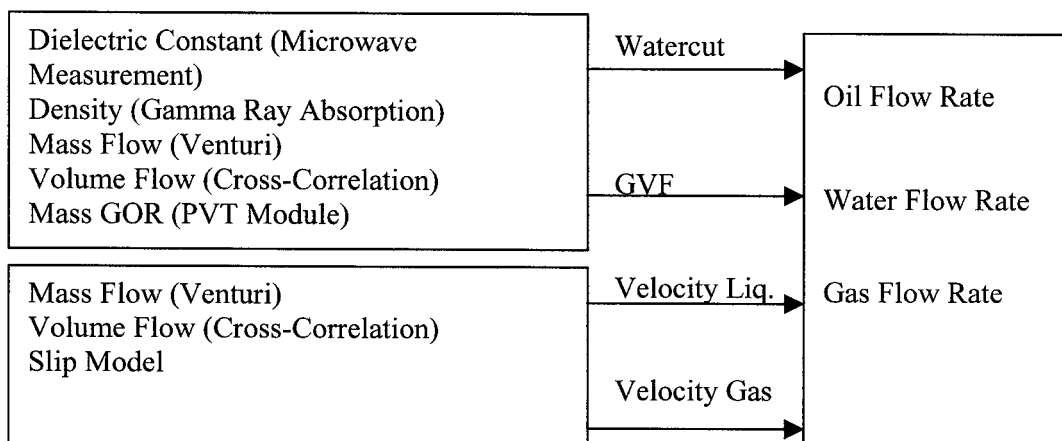 Dielectric Constant (Microwave
Measurement)
Density (Gamma Ray Absorption)
Mass Flow (Venturi)
Volume Flow (Cross-Correlation)
Mass GOR (PVT Module)
Watercut
GVF
Mass Flow (Venturi)
Volume Flow (Cross-Correlation)
Slip Model
Velocity Liq.
Velocity Gas
Oil Flow Rate
Water Flow Rate
Gas Flow Rate